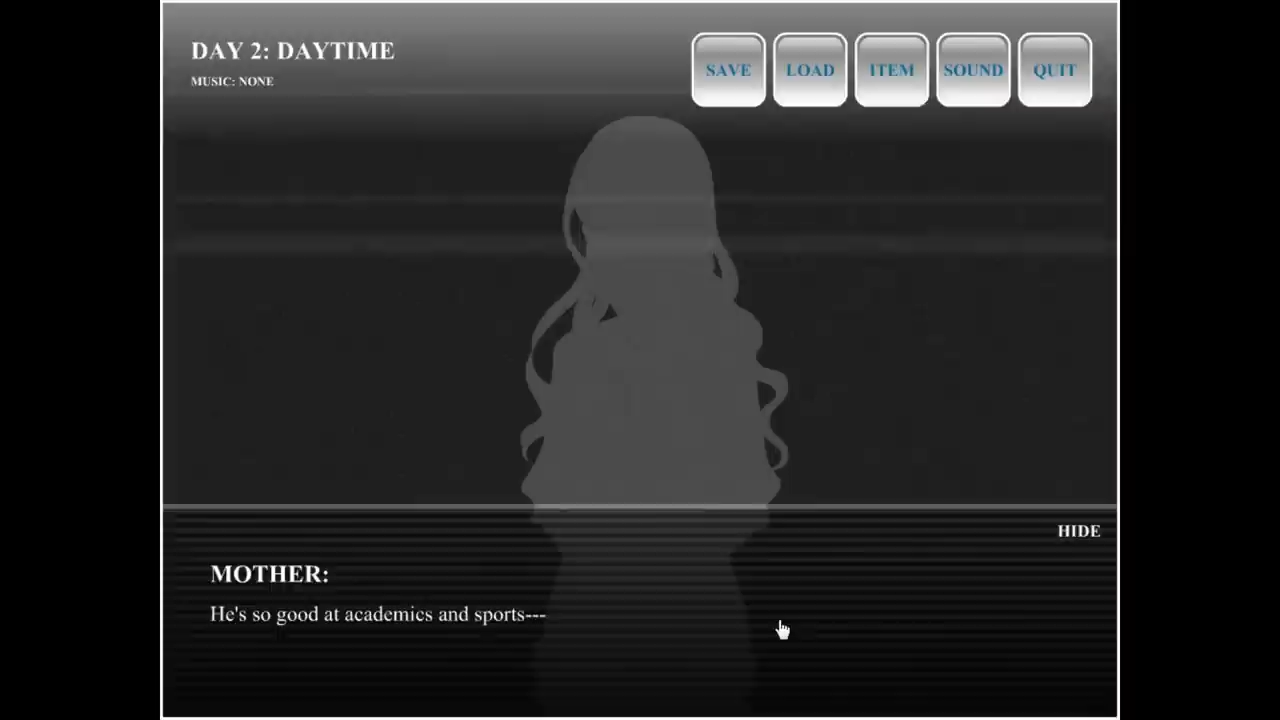 DAY 2: DAYTIME
MUSIC: NONE
SAVE LOAD ITEM SOUND QUIT
HIDE
MOTHER:
He's so good at academics and sports---